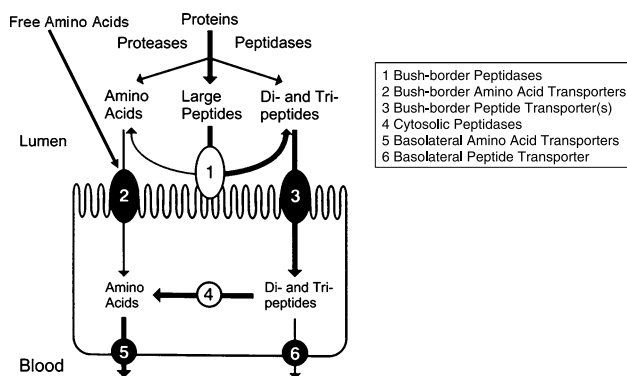 Free Amino Acids
Proteins
Proteases
Peptidases
Amino
Acids
Large
Peptides
Di- and Tri-
peptides
Lumen
1
2
3
Amino
Acids
4
Di- and Tri-
peptides
5
6
Blood
1 Bush-border Peptidases
2 Bush-border Amino Acid Transporters
3 Bush-border Peptide Transporter(s)
4 Cytosolic Peptidases
5 Basolateral Amino Acid Transporters
6 Basolateral Peptide Transporter